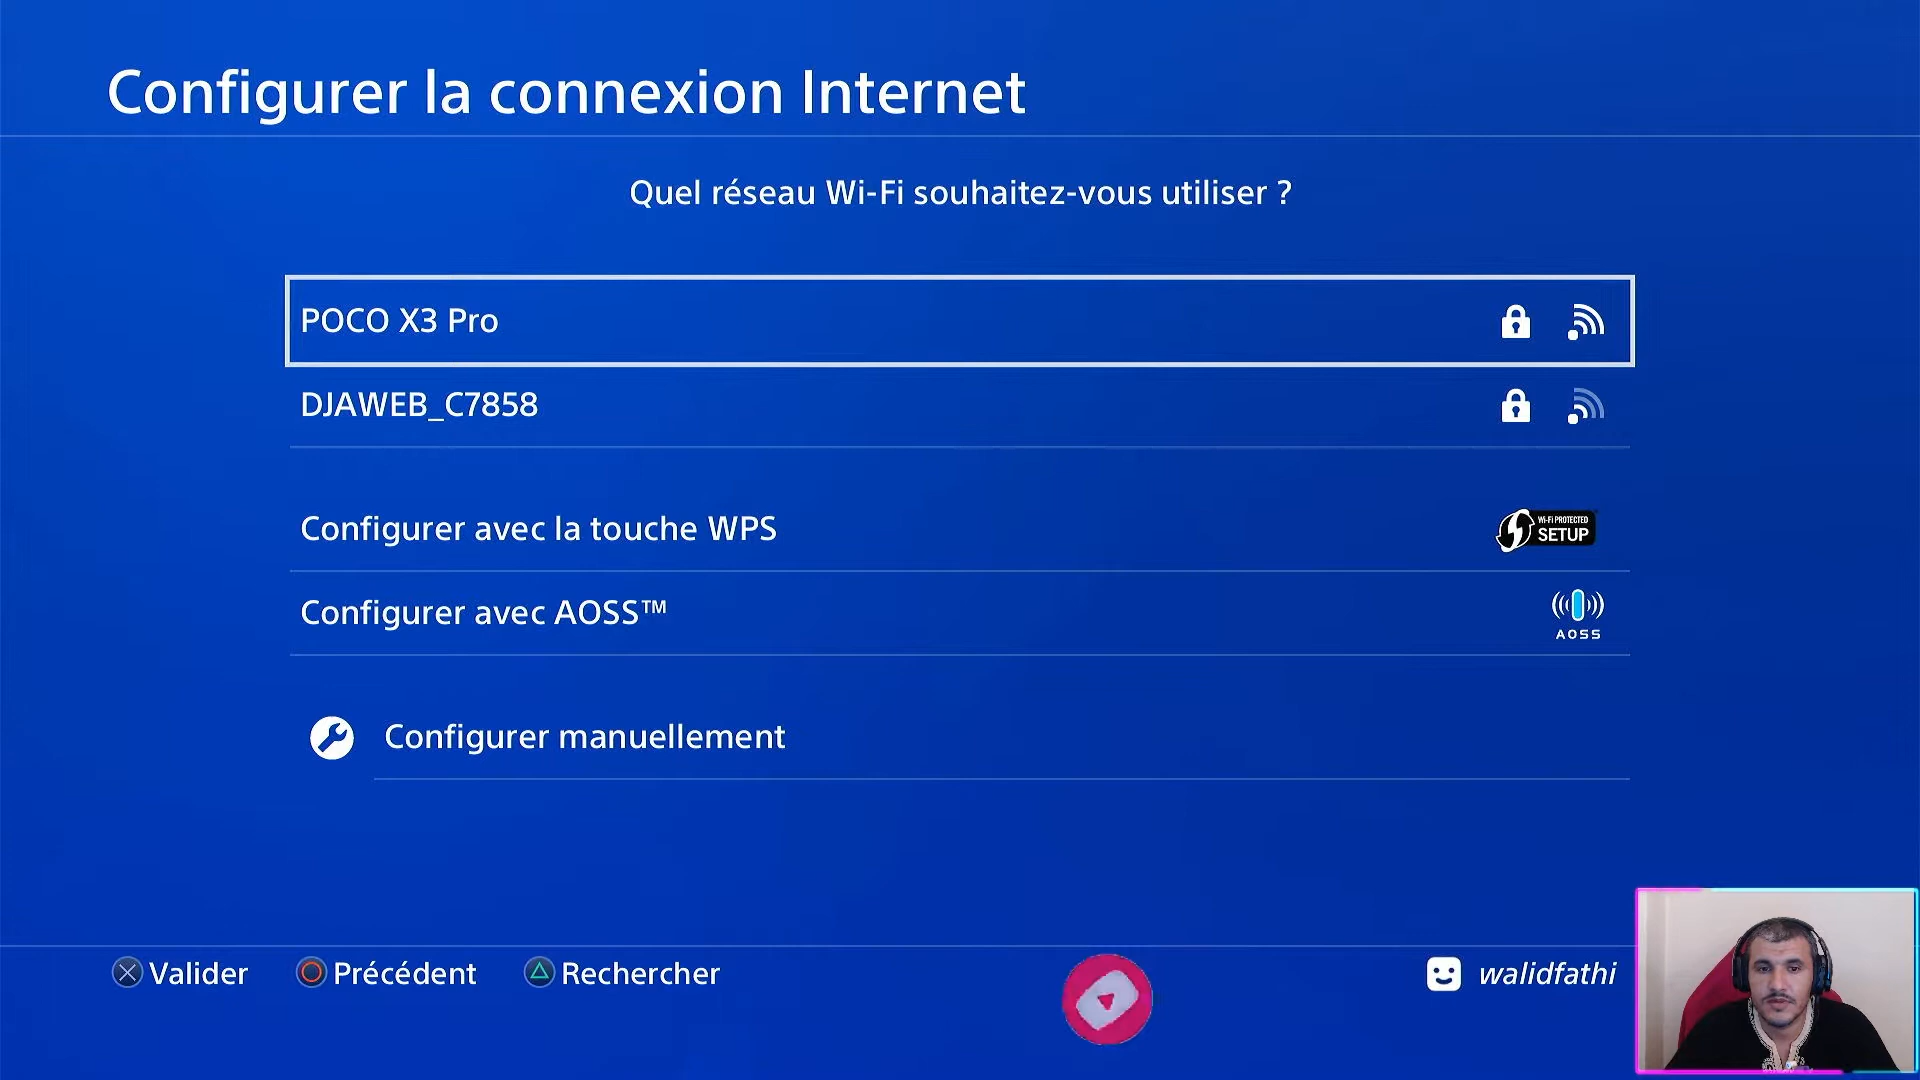 Configurer la connexion Internet
Quel réseau Wi-Fi souhaitez-vous utiliser ?
POCO X3 Pro
DJAWEB_C7858
Configurer avec la touche WPS
Wi-Fi PROTECTED
SETUP
Configurer avec AOSS™
AOSS
Configurer manuellement
Valider
Précédent
Rechercher
walidfathi